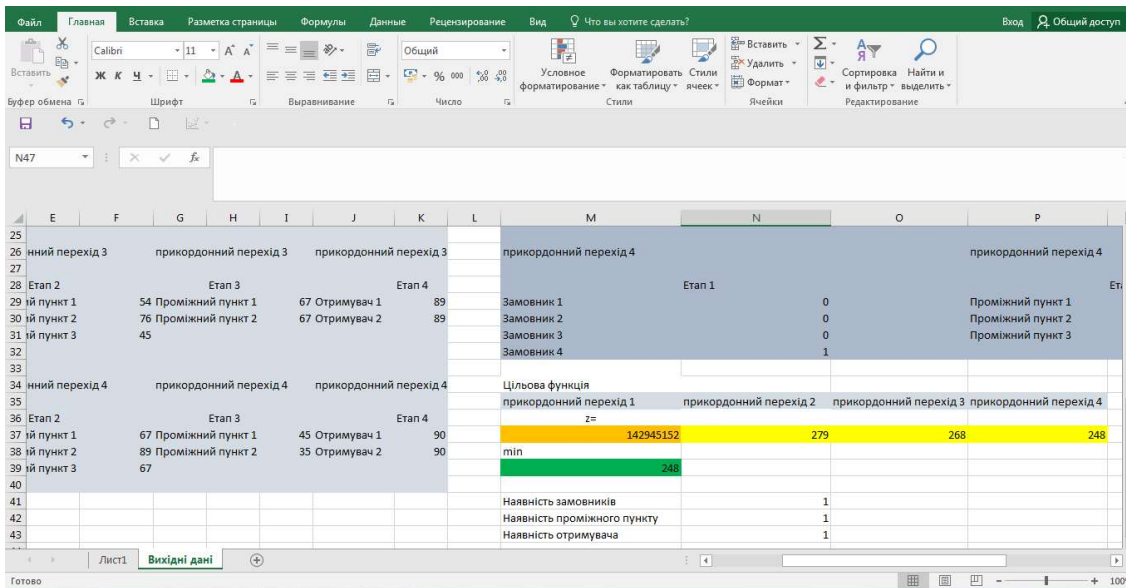 Файл Главная Вставка Разметка страницы Формулы Данные Рецензирование Вид Что вы хотите сделать? Вход Общий доступ
Вставить Calibri 11 Общий Условное форматирование Форматировать как таблицу Стили ячеек Вставить Удалить Формат Сортировка и фильтр Найти и выделить
Ж К Ч % 000
Буфер обмена Шрифт Выравнивание Число Стили Ячейки Редактирование
N47 fx
E F G H I J K L M N O P
25
26 нний перехід 3 прикордонний перехід 3 прикордонний перехід 3 прикордонний перехід 4 прикордонний перехід 4
27
28 Етап 2 Етап 3 Етап 4 Етап 1 Ета
29 ий пункт 1 54 Проміжний пункт 1 67 Отримувач 1 89 Замовник 1 0 Проміжний пункт 1
30 ий пункт 2 76 Проміжний пункт 2 67 Отримувач 2 89 Замовник 2 0 Проміжний пункт 2
31 ий пункт 3 45 Замовник 3 0 Проміжний пункт 3
32 Замовник 4 1
33
34 нний перехід 4 прикордонний перехід 4 прикордонний перехід 4 Цільова функція
35 прикордонний перехід 1 прикордонний перехід 2 прикордонний перехід 3 прикордонний перехід 4
36 Етап 2 Етап 3 Етап 4 z=
37 ий пункт 1 67 Проміжний пункт 1 45 Отримувач 1 90 142945152 279 268 248
38 ий пункт 2 89 Проміжний пункт 2 35 Отримувач 2 90 min
39 ий пункт 3 67 248
40
41 Наявність замовників 1
42 Наявність проміжного пункту 1
43 Наявність отримувача 1
Лист1 Вихідні дані
Готово 100